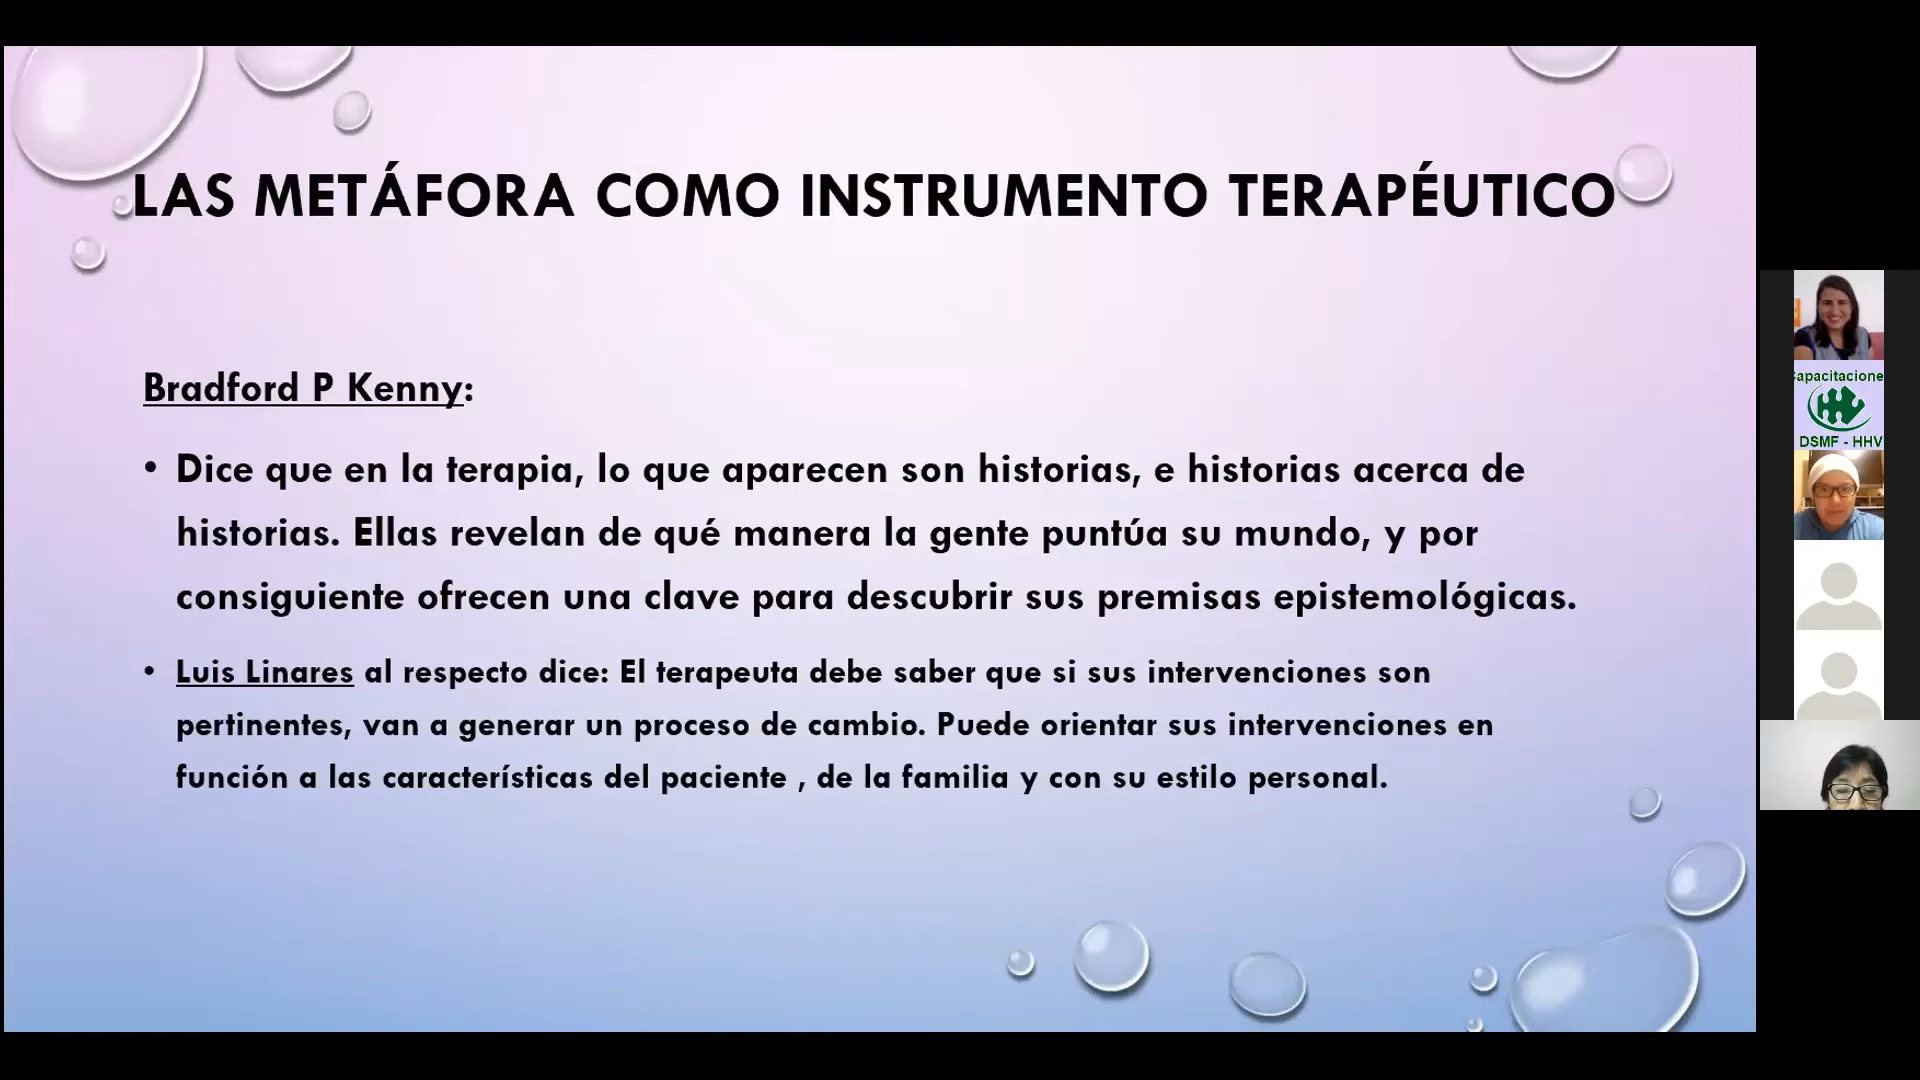 LAS METÁFORA COMO INSTRUMENTO TERAPÉUTICO
Bradford P Kenny:
• Dice que en la terapia, lo que aparecen son historias, e historias acerca de
historias. Ellas revelan de qué manera la gente puntúa su mundo, y por
consiguiente ofrecen una clave para descubrir sus premisas epistemológicas.
• Luis Linares al respecto dice: El terapeuta debe saber que si sus intervenciones son
pertinentes, van a generar un proceso de cambio. Puede orientar sus intervenciones en
función a las características del paciente , de la familia y con su estilo personal.
apacitacione
DSMF - HHV